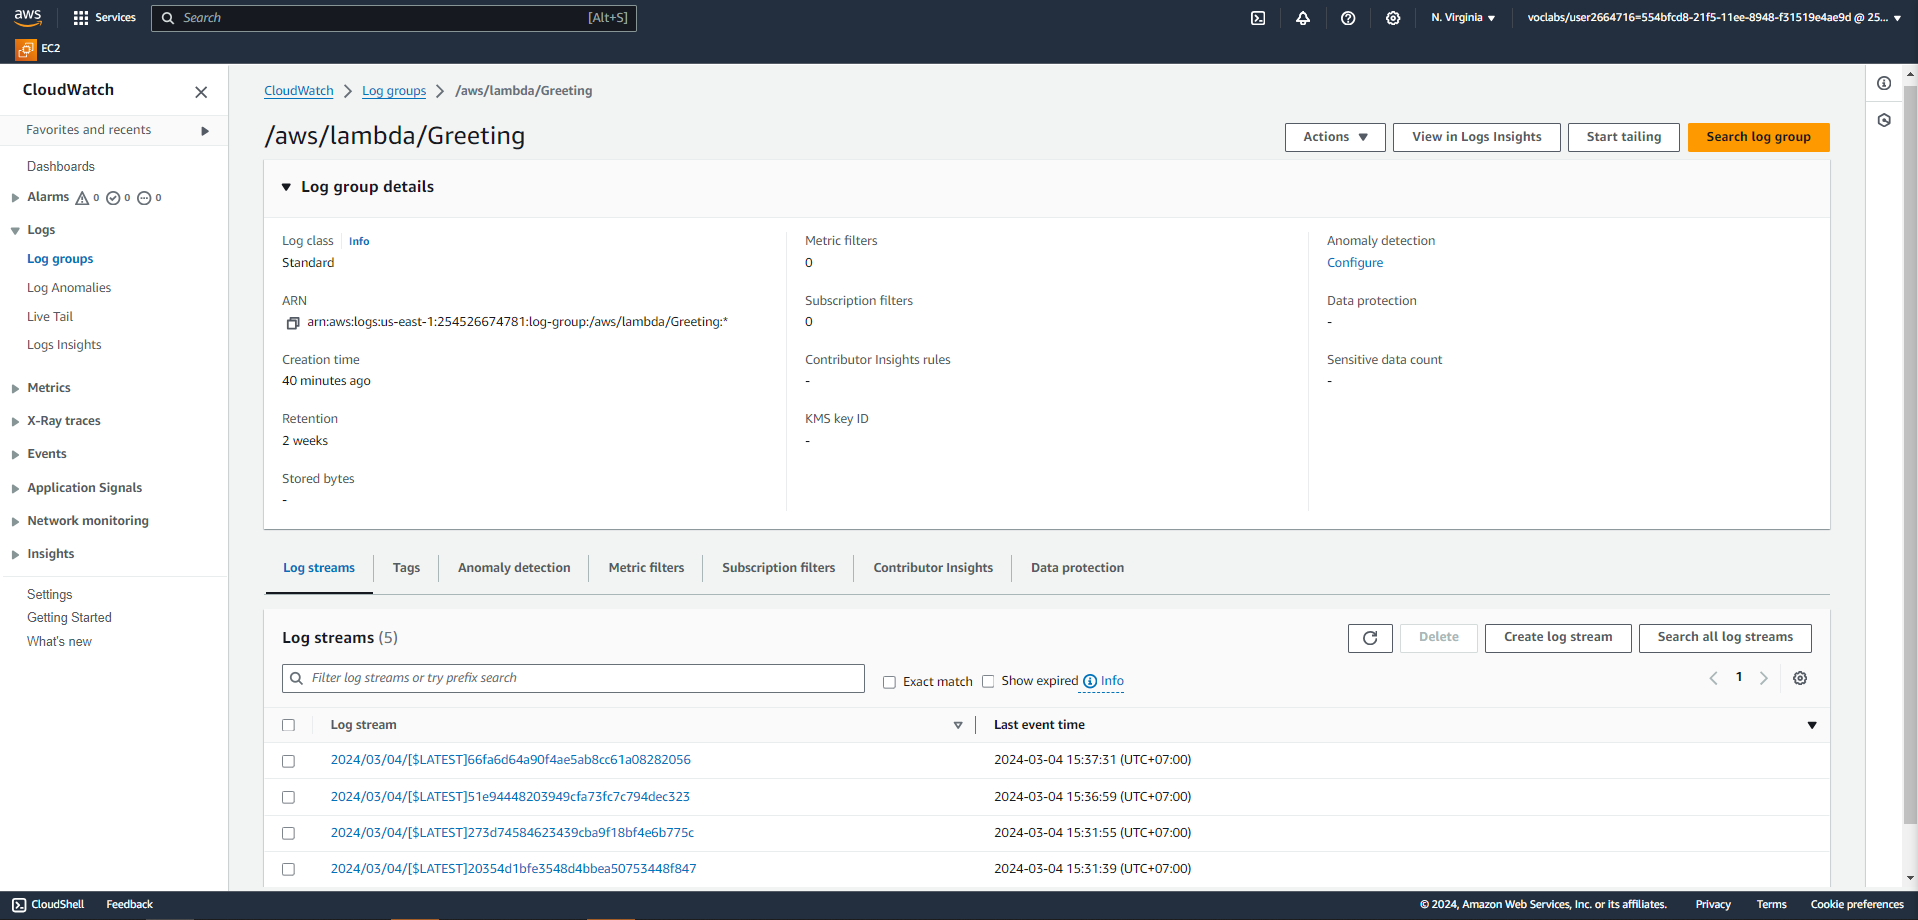 aws
Services
Search
[Alt+S]
N. Virginia
voclabs/user2664716=554bfcd8-21f5-11ee-8948-f31519e4ae9d @ 25...
EC2
CloudWatch
Favorites and recents
Dashboards
Alarms 0 0 0
Logs
Log groups
Log Anomalies
Live Tail
Logs Insights
Metrics
X-Ray traces
Events
Application Signals
Network monitoring
Insights
Settings
Getting Started
What's new
CloudWatch > Log groups > /aws/lambda/Greeting
/aws/lambda/Greeting
Actions
View in Logs Insights
Start tailing
Search log group
Log group details
Log class Info
Standard
ARN
arn:aws:logs:us-east-1:254526674781:log-group:/aws/lambda/Greeting:*
Creation time
40 minutes ago
Retention
2 weeks
Stored bytes
-
Metric filters
0
Subscription filters
0
Contributor Insights rules
-
KMS key ID
-
Anomaly detection
Configure
Data protection
-
Sensitive data count
-
Log streams
Tags
Anomaly detection
Metric filters
Subscription filters
Contributor Insights
Data protection
Log streams (5)
Delete
Create log stream
Search all log streams
Filter log streams or try prefix search
Exact match
Show expired
Info
1
Log stream
Last event time
2024/03/04/[$LATEST]66fa6d64a90f4ae5ab8cc61a08282056
2024-03-04 15:37:31 (UTC+07:00)
2024/03/04/[$LATEST]51e94448203949cfa73fc7c794dec323
2024-03-04 15:36:59 (UTC+07:00)
2024/03/04/[$LATEST]273d74584623439cba9f18bf4e6b775c
2024-03-04 15:31:55 (UTC+07:00)
2024/03/04/[$LATEST]20354d1bfe3548d4bbea50753448f847
2024-03-04 15:31:39 (UTC+07:00)
CloudShell
Feedback
© 2024, Amazon Web Services, Inc. or its affiliates.
Privacy
Terms
Cookie preferences